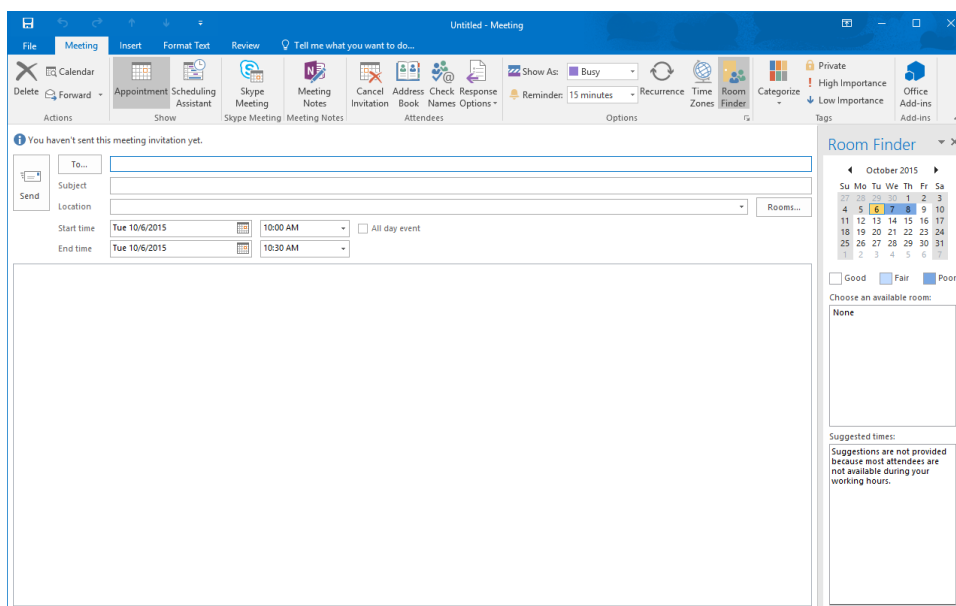 Untitled - Meeting
File Meeting Insert Format Text Review Tell me what you want to do...
Delete
Calendar
Forward
Actions
Appointment
Scheduling
Assistant
Show
Skype
Meeting
Skype Meeting
Meeting
Notes
Meeting Notes
Cancel
Invitation
Address
Book
Check
Names
Response
Options
Attendees
Show As: Busy
Reminder: 15 minutes
Recurrence
Time
Zones
Room
Finder
Options
Categorize
Private
High Importance
Low Importance
Tags
Office
Add-ins
Add-ins
You haven't sent this meeting invitation yet.
Send
To...
Subject
Location Rooms...
Start time Tue 10/6/2015 10:00 AM All day event
End time Tue 10/6/2015 10:30 AM
Room Finder
October 2015
Su Mo Tu We Th Fr Sa
27 28 29 30 1 2 3
4 5 6 7 8 9 10
11 12 13 14 15 16 17
18 19 20 21 22 23 24
25 26 27 28 29 30 31
1 2 3 4 5 6 7
Good Fair Poor
Choose an available room:
None
Suggested times:
Suggestions are not provided
because most attendees are
not available during your
working hours.